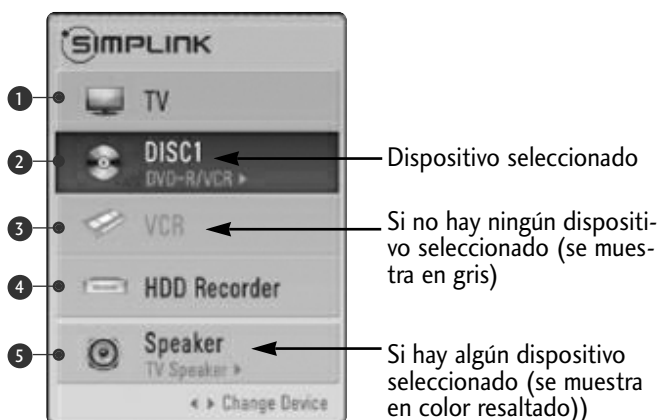 SIMPLINK
1 TV
2 DISC1
DVD-R/VCR ▸
Dispositivo seleccionado
3 VCR
Si no hay ningún dispositi-
vo seleccionado (se mues-
tra en gris)
4 HDD Recorder
5 Speaker
TV Speaker ▸
Si hay algún dispositivo
seleccionado (se muestra
en color resaltado))
◂ ▸ Change Device